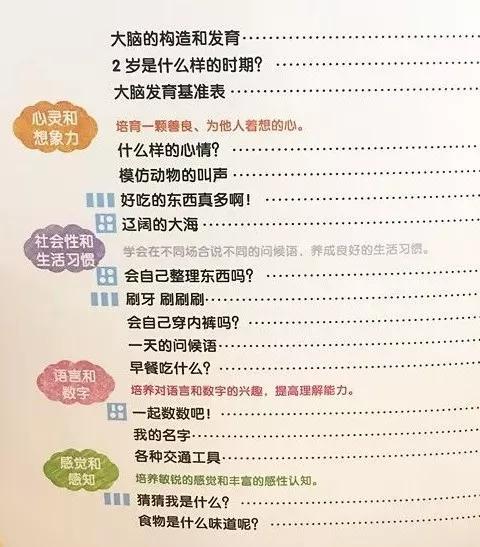 大脑的构造和发育
2岁是什么样的时期？
大脑发育基准表
心灵和
想象力
培育一颗善良、为他人着想的心。
什么样的心情？
模仿动物的叫声
好吃的东西真多啊！
辽阔的大海
社会性和
生活习惯
学会在不同场合说不同的问候语，养成良好的生活习惯。
会自己整理东西吗？
刷牙 刷刷刷
会自己穿内裤吗？
一天的问候语
早餐吃什么？
语言和
数字
培养对语言和数字的兴趣，提高理解能力。
一起数数吧！
我的名字
各种交通工具
感觉和
感知
培养敏锐的感觉和丰富的感性认知。
猜猜我是什么？
食物是什么味道呢？